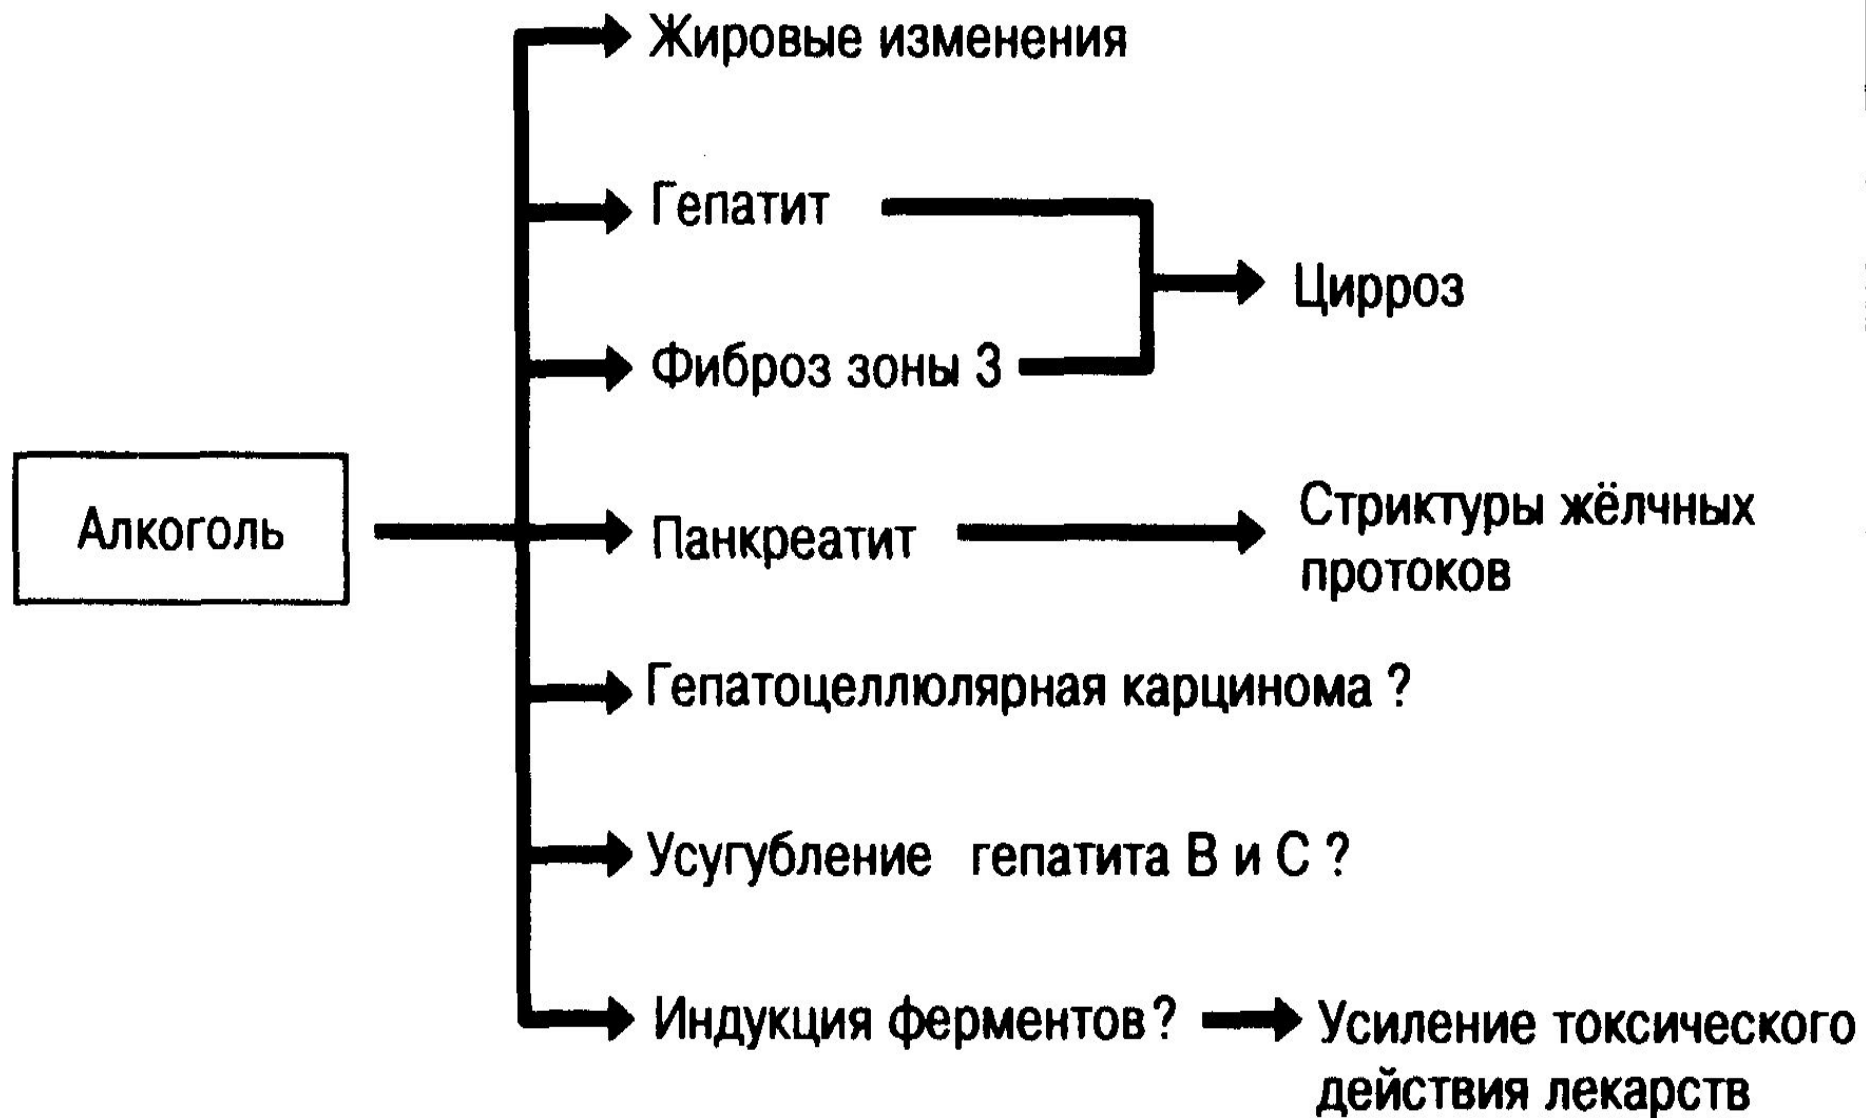 Жировые изменения
Гепатит
Цирроз
Фиброз зоны 3
Алкоголь
Панкреатит
Стриктуры жёлчных
протоков
Гепатоцеллюлярная карцинома ?
Усугубление гепатита В и С ?
Индукция ферментов ?
Усиление токсического
действия лекарств